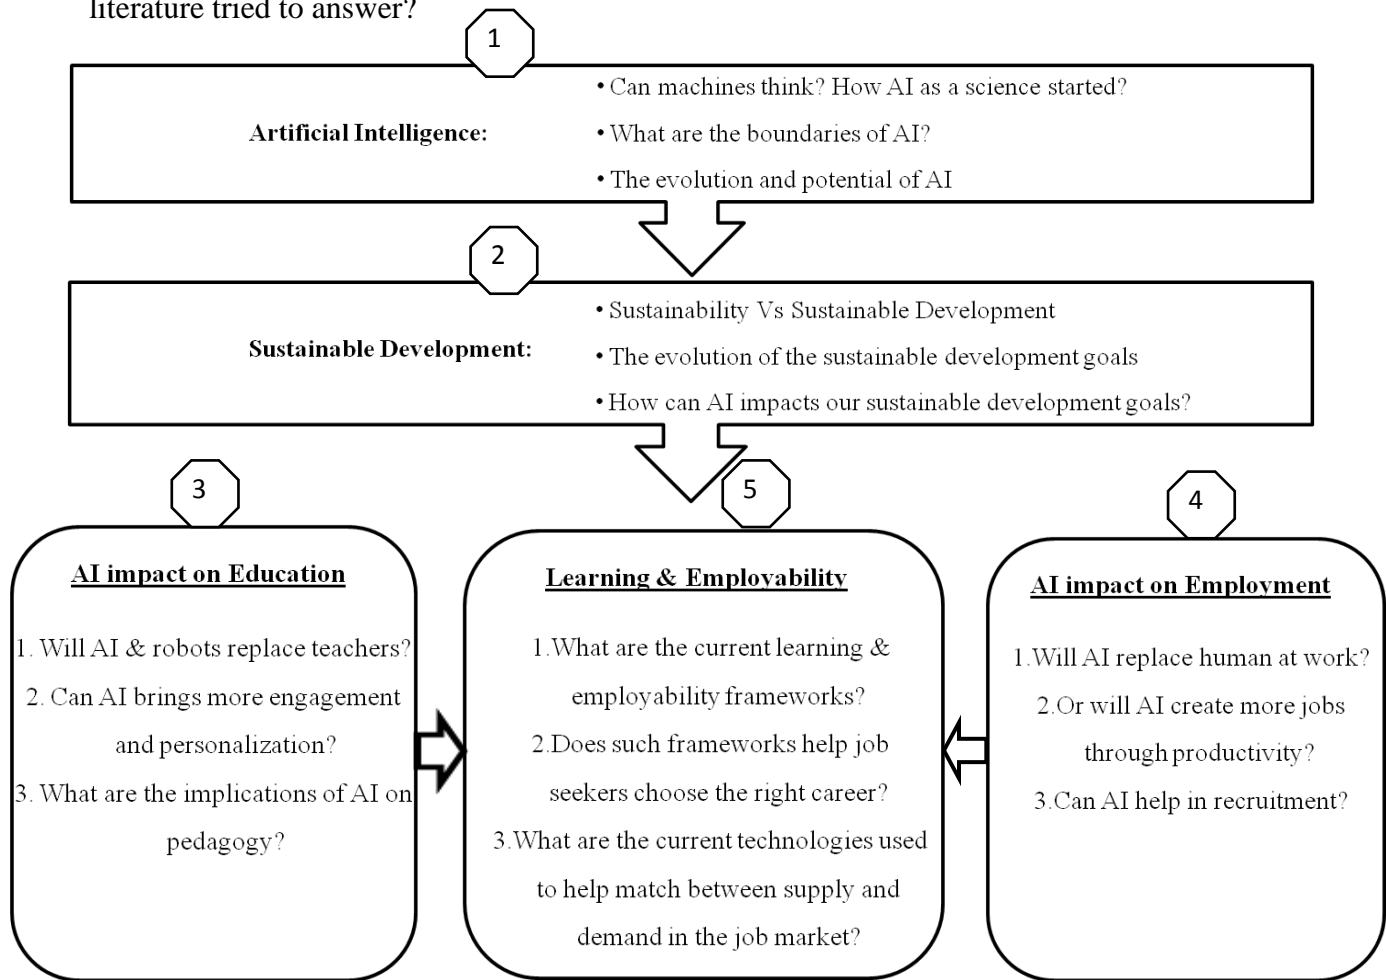 literature tried to answer?
1
Artificial Intelligence:
• Can machines think? How AI as a science started?
• What are the boundaries of AI?
• The evolution and potential of AI
2
Sustainable Development:
• Sustainability Vs Sustainable Development
• The evolution of the sustainable development goals
• How can AI impacts our sustainable development goals?
3
AI impact on Education
1. Will AI & robots replace teachers?
2. Can AI brings more engagement
and personalization?
3. What are the implications of AI on
pedagogy?
5
Learning & Employability
1.What are the current learning &
employability frameworks?
2.Does such frameworks help job
seekers choose the right career?
3.What are the current technologies used
to help match between supply and
demand in the job market?
4
AI impact on Employment
1.Will AI replace human at work?
2.Or will AI create more jobs
through productivity?
3.Can AI help in recruitment?